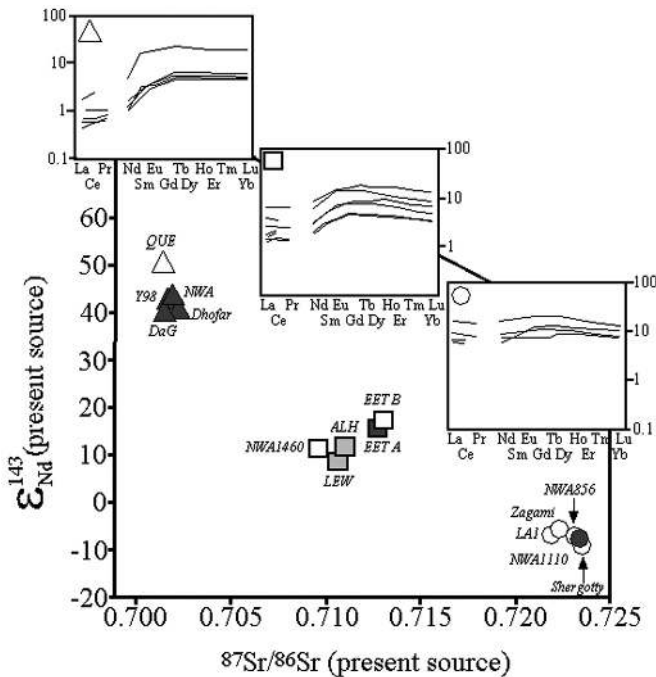 100
10
1
0.1
La Pr Nd Eu Tb Ho Tm Lu
Ce Sm Gd Dy Er Yb
100
10
1
La Pr Nd Eu Tb Ho Tm Lu
Ce Sm Gd Dy Er Yb
100
10
1
0.1
La Pr Nd Eu Tb Ho Tm Lu
Ce Sm Gd Dy Er Yb
60
50
40
30
20
10
0
-10
-20
ε143Nd (present source)
QUE
Y98 NWA
DaG Dhofar
EET B
ALH
NWA1460 EET A
LEW
NWA856
Zagami
LA1
NWA1110
Shergotty
0.700 0.705 0.710 0.715 0.720 0.725
87Sr/86Sr (present source)